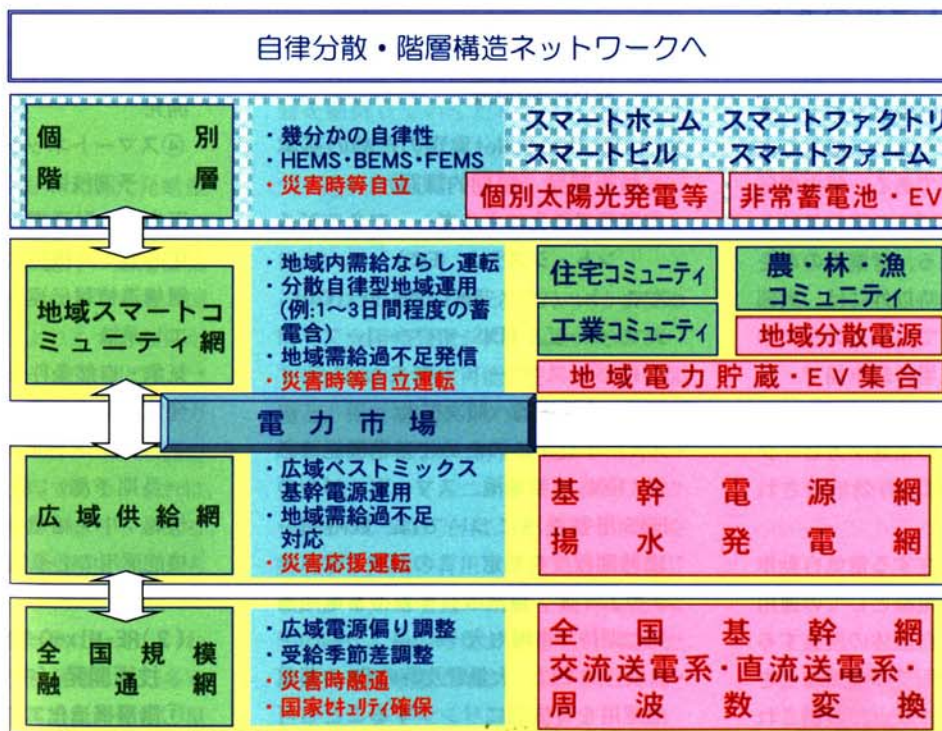 自律分散・階層構造ネットワークへ
個別
階層
・幾分かの自律性
・HEMS・BEMS・FEMS
・災害時等自立
スマートホーム スマートファクトリ
スマートビル スマートファーム
個別太陽光発電等
非常蓄電池・EV
地域スマートコ
ミュニティ網
・地域内需給ならし運転
・分散自律型地域運用
(例:1～3日間程度の蓄
電含)
・地域需給過不足発信
・災害時等自立運転
住宅コミュニティ
農・林・漁
コミュニティ
工業コミュニティ
地域分散電源
地域電力貯蔵・EV集合
電力市場
広域供給網
・広域ベストミックス
基幹電源運用
・地域需給過不足
対応
・災害応援運転
基幹電源網
揚水発電網
全国規模
融通網
・広域電源偏り調整
・受給季節差調整
・災害時融通
・国家セキュリティ確保
全国基幹網
交流送電系・直流送電系・
周波数変換